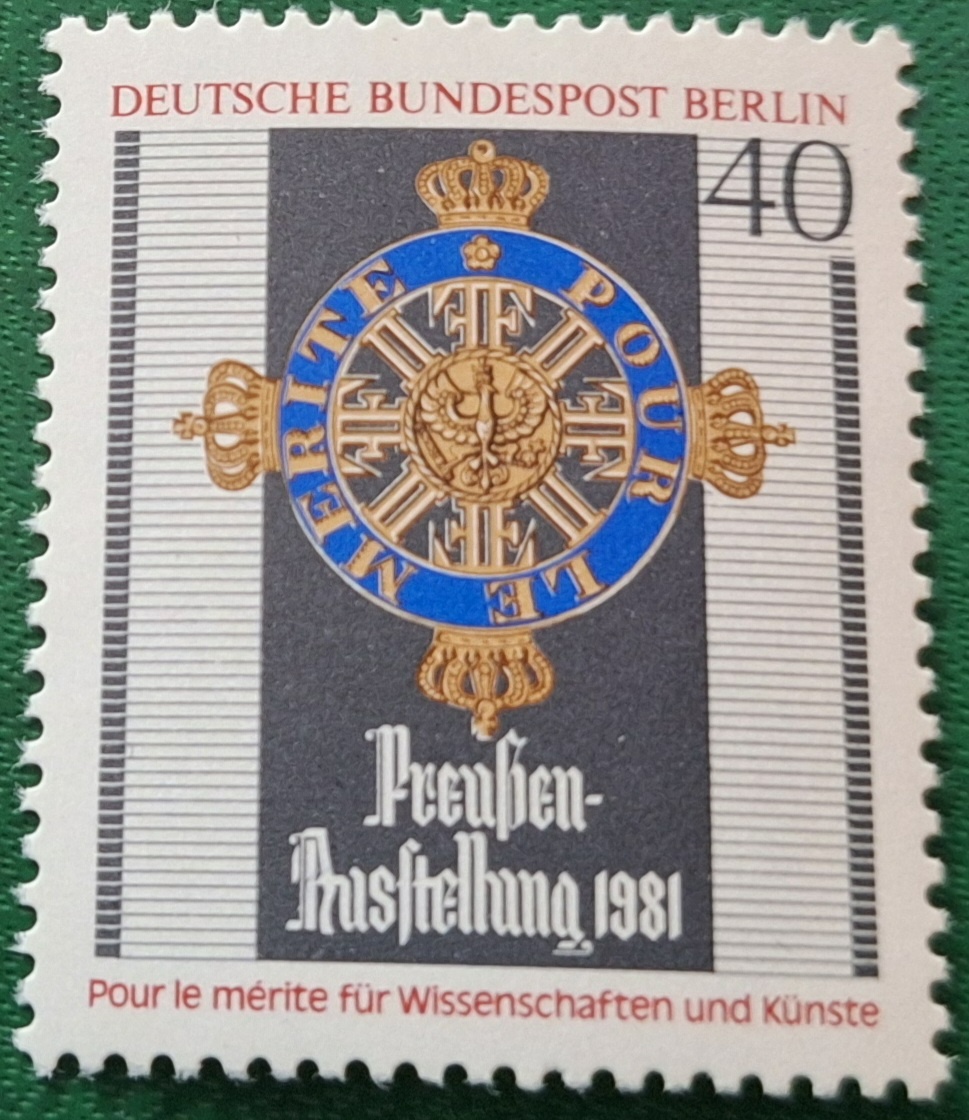 DEUTSCHE BUNDESPOST BERLIN
40
POUR LE MERITE
Preußen-
Ausstellung 1981
Pour le mérite für Wissenschaften und Künste